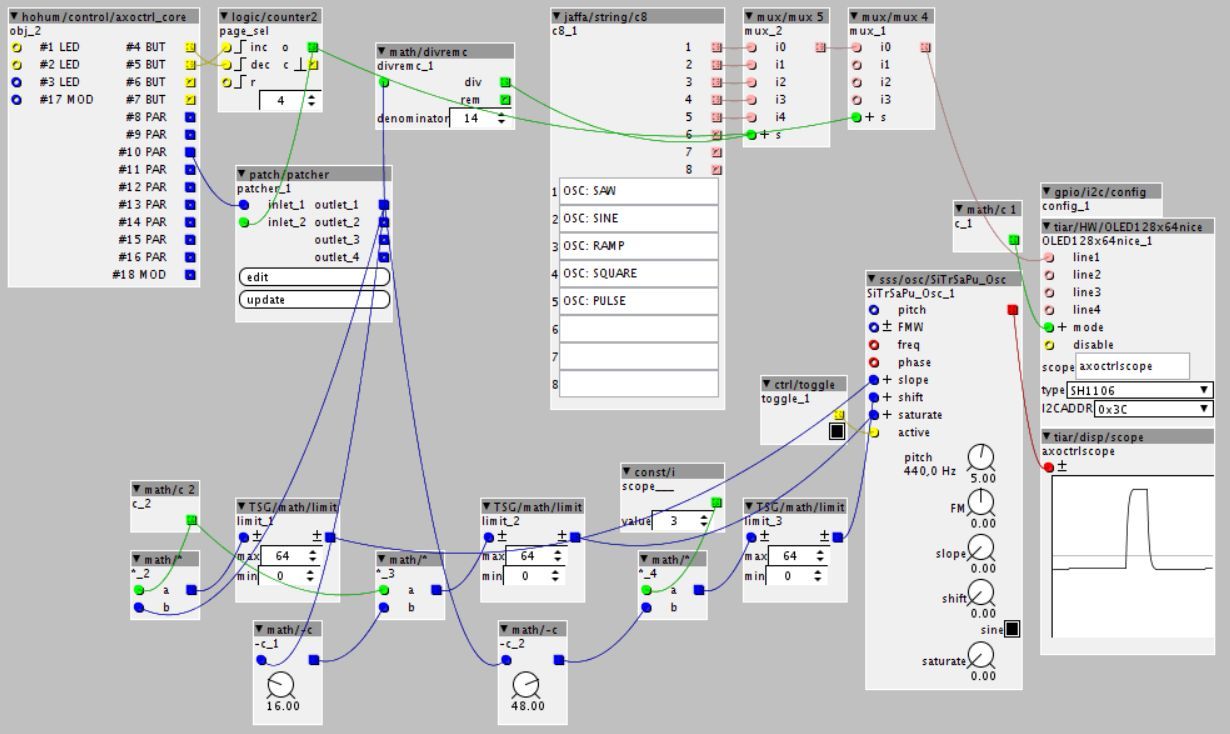 hohum/control/axoctrl_core
obj_2
#1 LED #4 BUT
#2 LED #5 BUT
#3 LED #6 BUT
#17 MOD #7 BUT
#8 PAR
#9 PAR
#10 PAR
#11 PAR
#12 PAR
#13 PAR
#14 PAR
#15 PAR
#16 PAR
#18 MOD
logic/counter2
page_sel
inc o
dec c
r
4
math/divremc
divremc_1
div
rem
denominator 14
patch/patcher
patcher_1
inlet_1 outlet_1
inlet_2 outlet_2
outlet_3
outlet_4
edit
update
jaffa/string/c8
c8_1
1
2
3
4
5
6
7
8
1 OSC: SAW
2 OSC: SINE
3 OSC: RAMP
4 OSC: SQUARE
5 OSC: PULSE
6
7
8
mux/mux 5
mux_2
i0
i1
i2
i3
i4
+ s
mux/mux 4
mux_1
i0
i1
i2
i3
+ s
math/c 1
c_1
gpio/i2c/config
config_1
tiar/HW/OLED128x64nice
OLED128x64nice_1
line1
line2
line3
line4
+ mode
disable
scope axoctrlscope
type SH1106
I2CADDR 0x3C
tiar/disp/scope
axoctrlscope
±
sss/osc/SiTrSaPu_Osc
SiTrSaPu_Osc_1
pitch
± FMW
freq
phase
+ slope
+ shift
+ saturate
active
pitch
440,0 Hz
5.00
FM
0.00
slope
0.00
shift
0.00
sine
saturate
0.00
ctrl/toggle
toggle_1
const/i
scope___
value 3
math/c 2
c_2
math/*
*_2
a
b
TSG/math/limit
limit_1
± ±
max 64
min 0
math/*
*_3
a
b
TSG/math/limit
limit_2
± ±
max 64
min 0
math/*
*_4
a
b
TSG/math/limit
limit_3
± ±
max 64
min 0
math/-c
-c_1
16.00
math/-c
-c_2
48.00